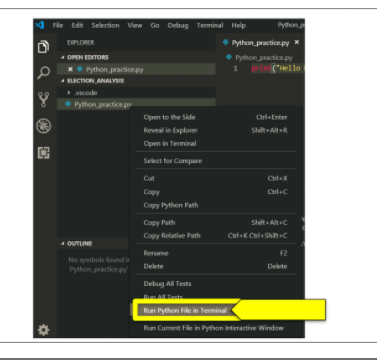 File Edit Selection View Go Debug Terminal Help Python_p
EXPLORER
Python_practice.py ×
OPEN EDITORS
Python_practice.py
× Python_practice.py
1 print("Hello
ELECTION_ANALYSIS
.vscode
Python_practice.py
Open to the Side Ctrl+Enter
Reveal in Explorer Shift+Alt+R
Open in Terminal
Select for Compare
Cut Ctrl+X
Copy Ctrl+C
Copy Python Path
Copy Path Shift+Alt+C
Copy Relative Path Ctrl+K Ctrl+Shift+C
OUTLINE
Rename F2
No symbols found in
Delete Delete
'Python_practice.py'
Debug All Tests
Run All Tests
Run Python File in Terminal
Run Current File in Python Interactive Window